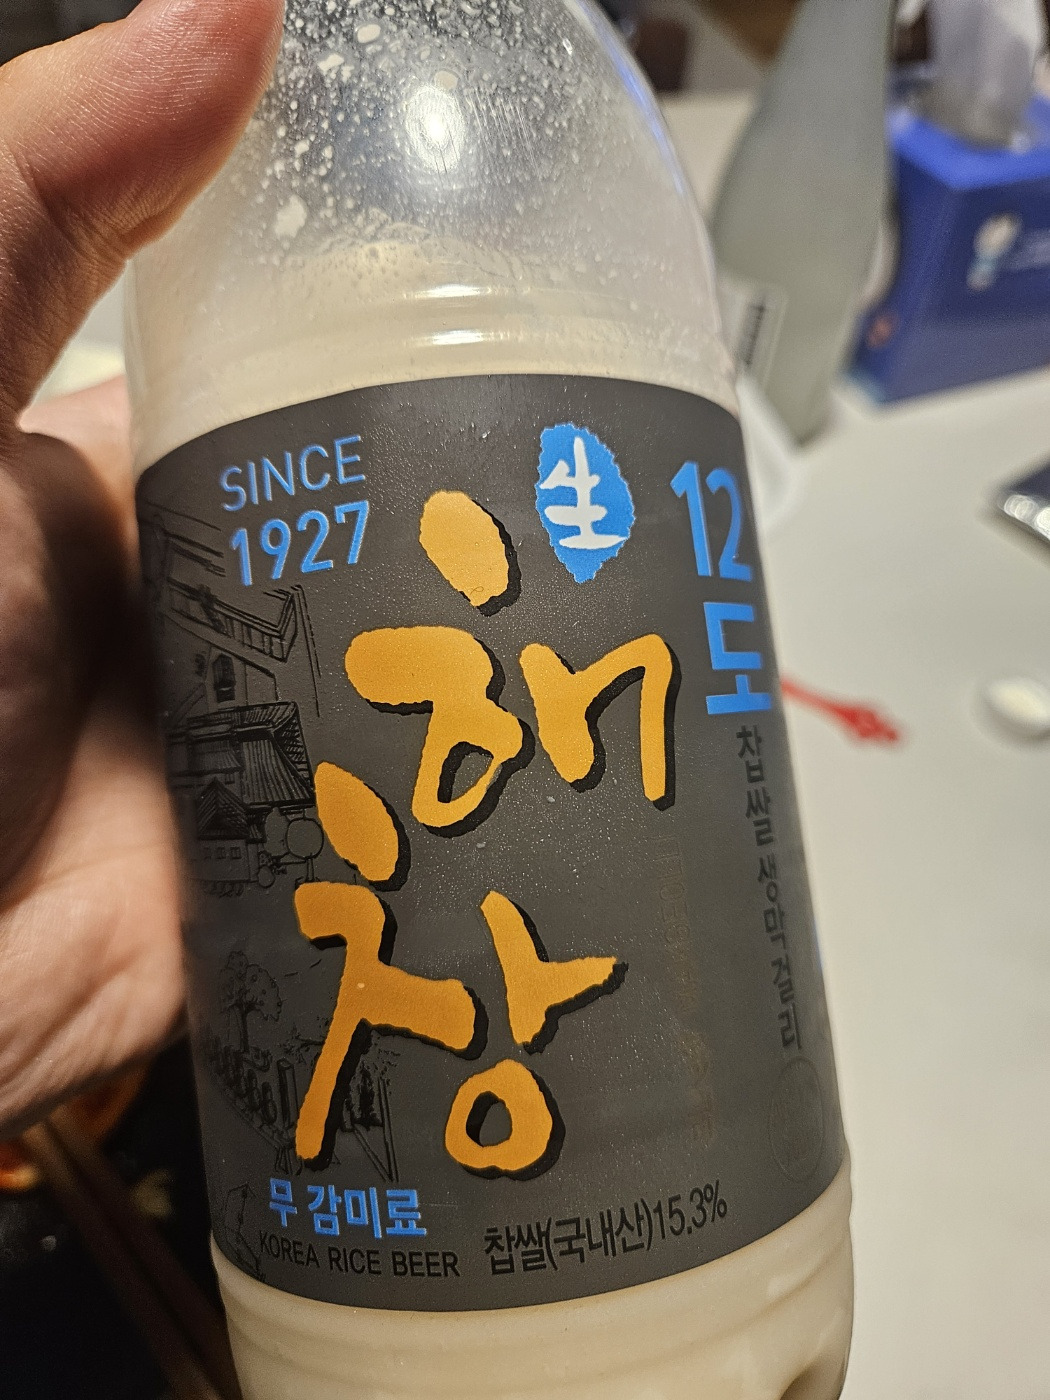 SINCE
1927
生
해
창
12
도
찹쌀생막걸리
무감미료
KOREA RICE BEER
찹쌀(국내산)15.3%